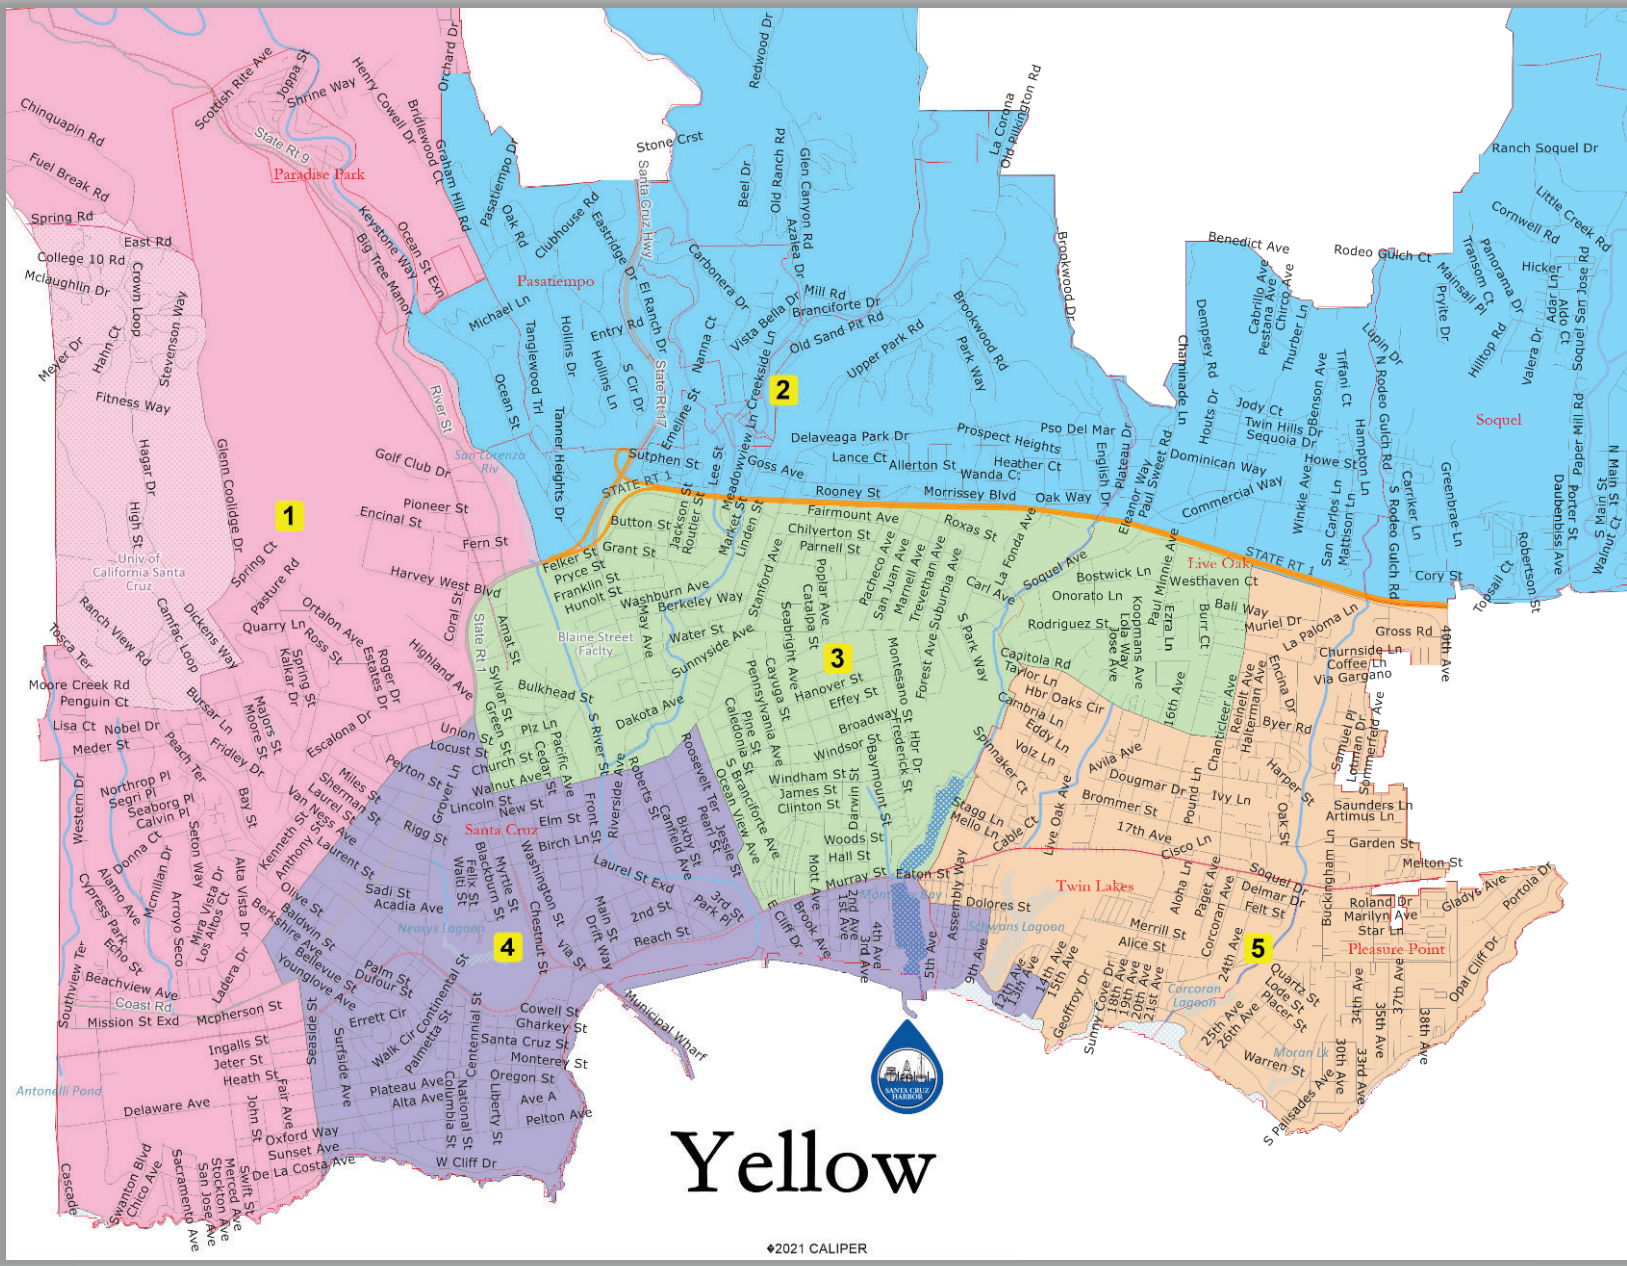 Redwood Dr
Orchard Dr
Scottish Rite Ave
Joppa St
Shrine Way
Henry Cowell Dr
Bridlewood Ct
Chinquapin Rd
State Rt 9
Paradise Park
Fuel Break Rd
Graham Hill Rd
Pasatiempo Dr
Stone Crst
Santa Cruz Hwy
Beel Dr
Old Ranch Rd
Glen Canyon Rd
Azalea Dr
La Corona
Old Pilkington Rd
Ranch Soquel Dr
Little Creek Rd
Cornwell Rd
Spring Rd
East Rd
College 10 Rd
Mclaughlin Dr
Crown Loop
Keystone Way
Big Tree Manor
Ocean St Exn
Oak Rd
Clubhouse Rd
Eastridge Dr
El Ranch Dr
Carbonera Dr
Pasatiempo
Michael Ln
Mill Rd
Branciforte Dr
Vista Bella Dr
Old Sand Pit Rd
Brookwood Dr
Benedict Ave
Rodeo Gulch Ct
Cabrillo Ave
Pestana Ave
Chirco Ave
Transom Ct
Panorama Dr
Mainsail Pl
Hicker Ln
Adar Ln
Aldo Ct
Soquel San Jose Rd
Pryite Dr
Meyer Dr
Hahn Ct
Stevenson Way
Fitness Way
River St
Tanglewood Trl
Hollins Dr
Hollins Ln
Entry Rd
S Cir Dr
State Rt 17
Nanna Ct
Creekside Ln
Upper Park Rd
Brookwood Rd
Park Way
Chaminade Ln
Dempsey Rd
Thurber Ln
Lupin Dr
Hilltop Rd
Valera Dr
2
Ocean St
Tanner Heights Dr
Emeline St
Meadowview Ln
Delaveaga Park Dr
Prospect Heights
Pso Del Mar
English Dr
Plateau Dr
Houts Dr
Jody Ct
Twin Hills Dr
Sequoia Dr
Benson Ave
Tiffani Ct
Hampton Ln
N Rodeo Gulch Rd
Soquel
Paper Mill Rd
Hagar Dr
Glenn Coolidge Dr
Golf Club Dr
San Lorenzo
Riv
Sutphen St
Lee St
Goss Ave
Lance Ct
Allerton St
Heather Ct
Wanda Ct
Paul Sweet Rd
Eleanor Way
Dominican Way
Howe St
Commercial Way
Winkle Ave
San Carlos Ln
Mattison Ln
S Rodeo Gulch Rd
Carriker Ln
Greenbrae Ln
N Main St
S Main St
Walnut Ct
Porter St
Daubenbiss Ave
Robertson St
STATE RT 1
Rooney St
Morrissey Blvd
Oak Way
1
Pioneer St
Encinal St
High St
Fern St
Button St
Jackson St
Routier St
Market St
Linden St
Fairmount Ave
Chilverton St
Parnell St
Roxas St
La Fonda Ave
Univ of
California Santa
Cruz
Spring Ct
Pasture Rd
Harvey West Blvd
Felker St
Grant St
Pryce St
Franklin St
Hunolt St
Washburn Ave
Berkeley Way
Stanford Ave
Poplar Ave
Catalpa St
Pacheco Ave
San Juan Ave
Marnell Ave
Trevethan Ave
Suburbia Ave
Carl Ave
Soquel Ave
Bostwick Ln
Onorato Ln
Paul Minnie Ave
Live Oak
Westhaven Ct
STATE RT 1
Cory St
Topsail Ct
Ranch View Rd
Camfac Loop
Dickens Way
Quarry Ln
Ortalon Ave
Ross St
Coral St
State Rt 1
Amat St
Blaine Street
Faclty
May Ave
Water St
Sunnyside Ave
Seabright Ave
Forest Ave
S Park Way
Rodriguez St
Jose Ave
Lola Way
Koopmans Ave
Ezra Ln
Burr Ct
Bali Way
Muriel Dr
La Paloma Ln
Gross Rd
40th Ave
Tosca Ter
Moore Creek Rd
Penguin Ct
Kalkar Dr
Spring St
Roger Dr
Estates Dr
Highland Ave
Sylvar St
Bulkhead St
Pennsylvania Ave
Cayuga St
Hanover St
Effey St
3
Montesano St
Capitola Rd
Taylor Ln
Hbr Oaks Cir
Cambria Ln
Eddy Ln
16th Ave
Chanticleer Ave
Reinelt Ave
Halterman Ave
Encina Dr
Churnside Ln
Coffee Ln
Via Gargano
Lisa Ct
Nobel Dr
Meder St
Bursar Ln
Majors St
Moore St
Fridley Dr
Peach Ter
Escalona Dr
Union St
Locust St
Green St
Church St
Walnut Ave
Plz Ln
Cedar St
Pacific Ave
S River St
Dakota Ave
Caledonia St
Pine St
Broadway
Windsor St
Frederick St
Hbr Dr
Spinnaker Ct
Volz Ln
Avila Ave
Byer Rd
Samuel Pl
Lotman Dr
Sommerfeld Ave
Western Dr
Northrop Pl
Segri Pl
Seaborg Pl
Calvin Pl
Bay St
Miles St
Sherman St
Laurel St
Van Ness Ave
Peyton St
Grover Ln
Lincoln St
New St
Elm St
Birch Ln
Front St
Riverside Ave
Roberts St
Roosevelt Ter
Ocean View Ave
S Branciforte Ave
Windham St
James St
Clinton St
Darwin St
Baymount St
Stagg Ln
Mello Ln
Cable Ct
Live Oak Ave
Dougmar Dr
Brommer St
17th Ave
Pound Ln
Ivy Ln
Harper St
Oak St
Saunders Ln
Artimus Ln
Garden St
Melton St
Donna Ct
Seton Way
Kenneth St
Anthony St
Laurent St
Rigg St
Santa Cruz
Canfield Ave
Bixby St
Pearl St
Jessie St
Woods St
Hall St
Cisco Ln
Alamo Ave
Cypress Park
Echo St
Mcmillan Dr
Arroyo Seco
Mira Vista Dr
Los Altos Ct
Alta Vista Dr
Olive St
Baldwin St
Berkshire Ave
Sadi St
Acadia Ave
Waiti St
Felix St
Blackburn St
Myrtle St
Washington St
Chestnut St
Laurel St Exd
3rd St
Park Pl
2nd St
Beach St
Main St
Drift Way
Via St
Mott Ave
Murray St
Eaton St
Assembly Way
Dolores St
Twin Lakes
Aloha Ln
Paget Ave
Corcoran Ave
Soquel Dr
Delmar Dr
Felt St
Buckingham Ln
Roland Dr
Marilyn Ave
Star Ln
Gladys Ave
Portola Dr
Nearys Lagoon
4
E Cliff Dr
Brook Ave
1st Ave
2nd Ave
3rd Ave
4th Ave
5th Ave
9th Ave
Schwans Lagoon
Merrill St
Alice St
24th Ave
5
Pleasure Point
Opal Cliff Dr
Southview Ter
Beachview Ave
Coast Rd
Mission St Exd
Ladera Dr
Mcpherson St
Bellevue St
Younglove Ave
Palm St
Dufour St
Continental St
Errett Cir
Walk Cir
Palmetta St
Centennial St
Cowell St
Gharkey St
Santa Cruz St
Monterey St
Municipal Wharf
12th Ave
13th Ave
14th Ave
15th Ave
Geoffroy Dr
Sunny Cove Dr
18th Ave
19th Ave
20th Ave
21st Ave
Corcoran
Lagoon
Quartz St
Lode St
Placer St
25th Ave
26th Ave
Warren St
Moran Lk
30th Ave
33rd Ave
34th Ave
35th Ave
37th Ave
38th Ave
S Palisades Ave
Antonelli Pond
Ingalls St
Jeter St
Heath St
Fair Ave
Seaside St
Surfside Ave
Plateau Ave
Alta Ave
Columbia St
National St
Liberty St
Oregon St
Ave A
Pelton Ave
SANTA CRUZ
HARBOR
Delaware Ave
John St
Oxford Way
Sunset Ave
De La Costa Ave
W Cliff Dr
Cascade
Swanton Blvd
Chico Ave
Sacramento Ave
San Jose Ave
Stockton Ave
Merced Ave
Swift St
Yellow
�2021 CALIPER